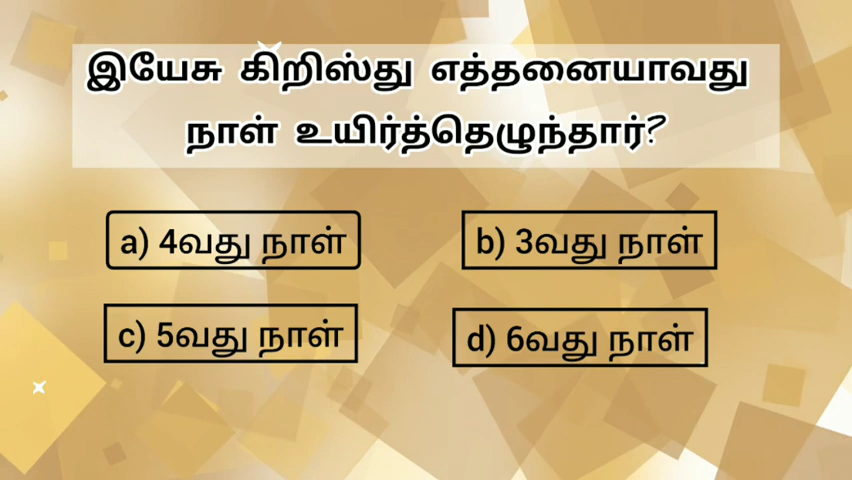 இயேசு கிறிஸ்து எத்தனையாவது
நாள் உயிர்த்தெழுந்தார்?
a) 4வது நாள்
b) 3வது நாள்
c) 5வது நாள்
d) 6வது நாள்